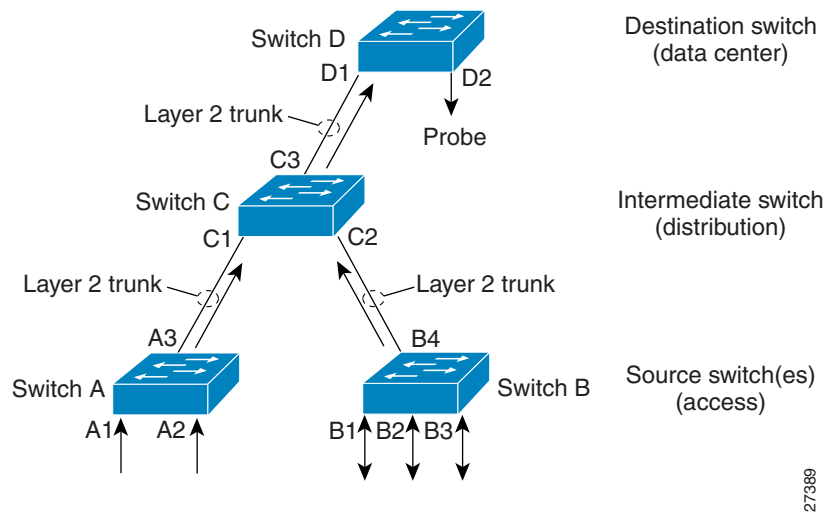 Switch D
Destination switch
(data center)
D1
D2
Layer 2 trunk
Probe
C3
Switch C
Intermediate switch
(distribution)
C1
C2
Layer 2 trunk
Layer 2 trunk
A3
B4
Switch A
Switch B
Source switch(es)
(access)
A1
A2
B1
B2
B3
27389